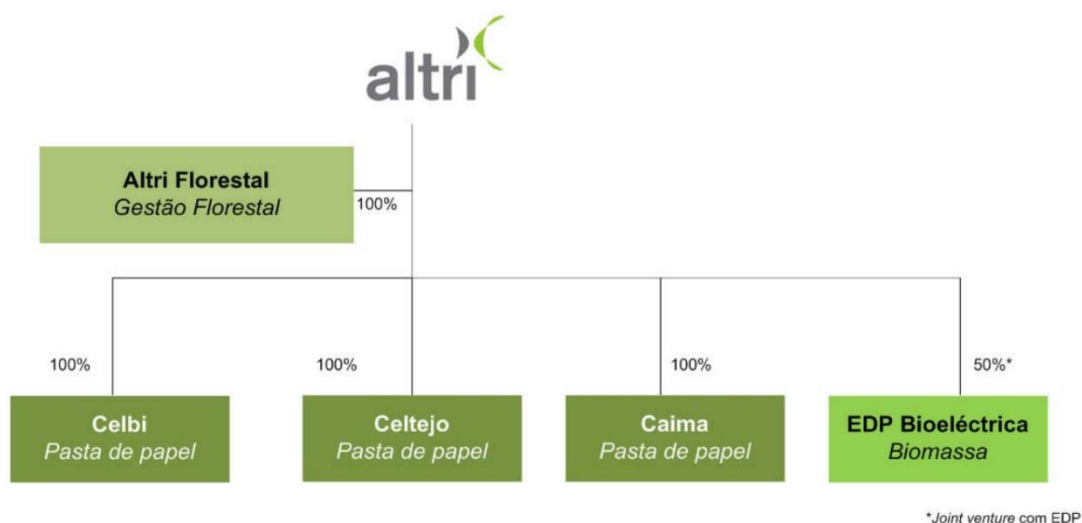 altri
Altri Florestal
Gestão Florestal
100%
100%
100%
100%
50%*
Celbi
Pasta de papel
Celtejo
Pasta de papel
Caima
Pasta de papel
EDP Bioeléctrica
Biomassa
*Joint venture com EDP